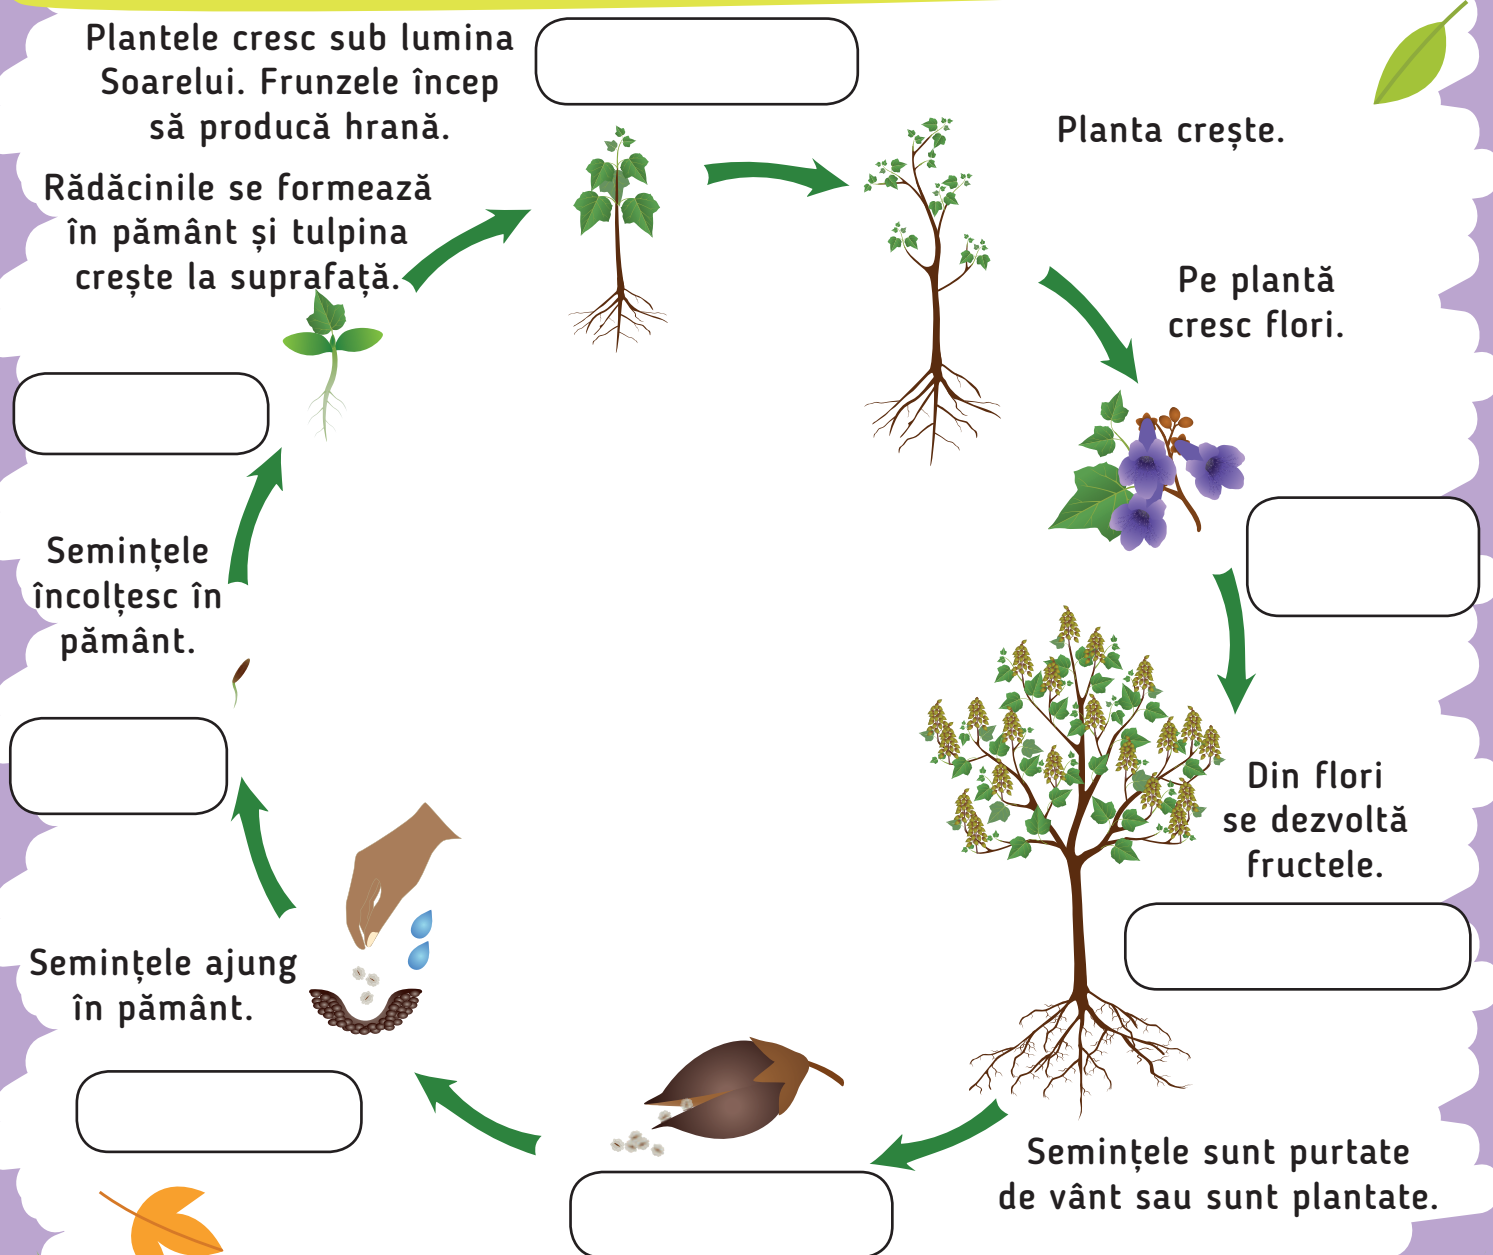 Plantele cresc sub lumina
Soarelui. Frunzele încep
să producă hrană.
Planta crește.
Rădăcinile se formează
în pământ și tulpina
crește la suprafață.
Pe plantă
cresc flori.
Semințele
încolțesc în
pământ.
Din flori
se dezvoltă
fructele.
Semințele ajung
în pământ.
Semințele sunt purtate
de vânt sau sunt plantate.